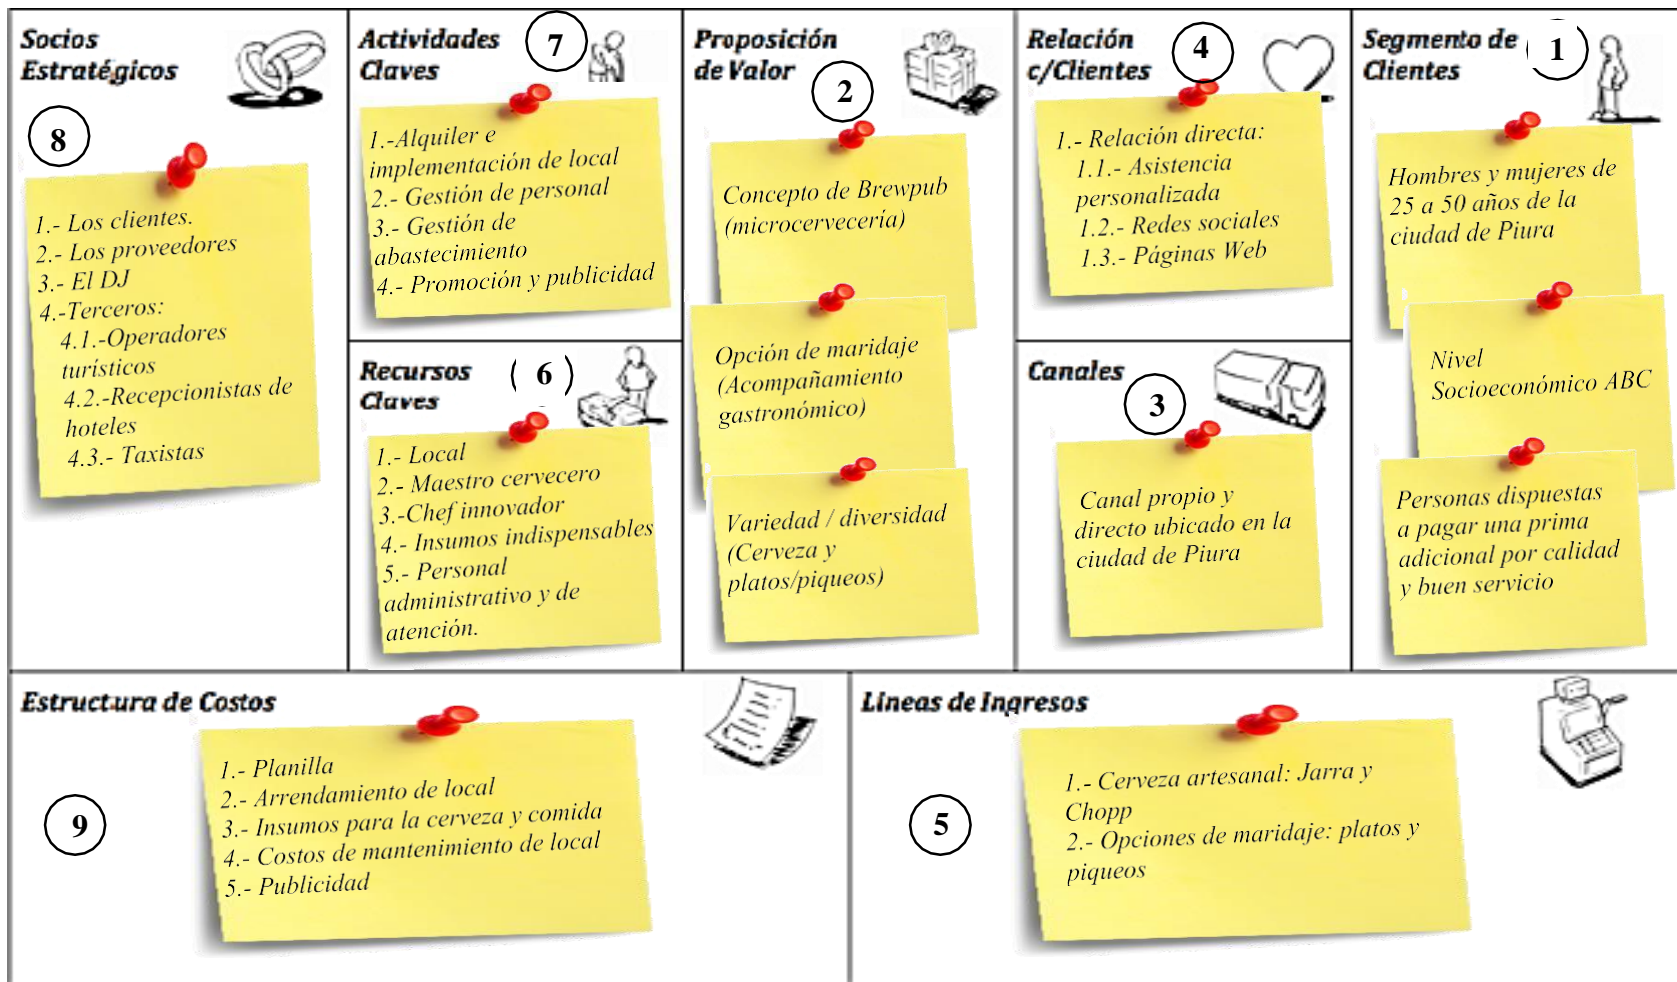 Socios
Estratégicos
8
1.- Los clientes.
2.- Los proveedores
3.- El DJ
4.-Terceros:
4.1.-Operadores
turísticos
4.2.-Recepcionistas de
hoteles
4.3.- Taxistas
Actividades
Claves
7
1.-Alquiler e
implementación de local
2.- Gestión de personal
3.- Gestión de
abastecimiento
4.- Promoción y publicidad
Recursos
Claves
6
1.- Local
2.- Maestro cervecero
3.-Chef innovador
4.- Insumos indispensables
5.- Personal
administrativo y de
atención.
Proposición
de Valor
2
Concepto de Brewpub
(microcervecería)
Opción de maridaje
(Acompañamiento
gastronómico)
Variedad / diversidad
(Cerveza y
platos/piqueos)
Relación
c/Clientes
4
1.- Relación directa:
1.1.- Asistencia
personalizada
1.2.- Redes sociales
1.3.- Páginas Web
Canales
3
Canal propio y
directo ubicado en la
ciudad de Piura
Segmento de
Clientes
1
Hombres y mujeres de
25 a 50 años de la
ciudad de Piura
Nivel
Socioeconómico ABC
Personas dispuestas
a pagar una prima
adicional por calidad
y buen servicio
Estructura de Costos
9
1.- Planilla
2.- Arrendamiento de local
3.- Insumos para la cerveza y comida
4.- Costos de mantenimiento de local
5.- Publicidad
Lineas de Ingresos
5
1.- Cerveza artesanal: Jarra y
Chopp
2.- Opciones de maridaje: platos y
piqueos